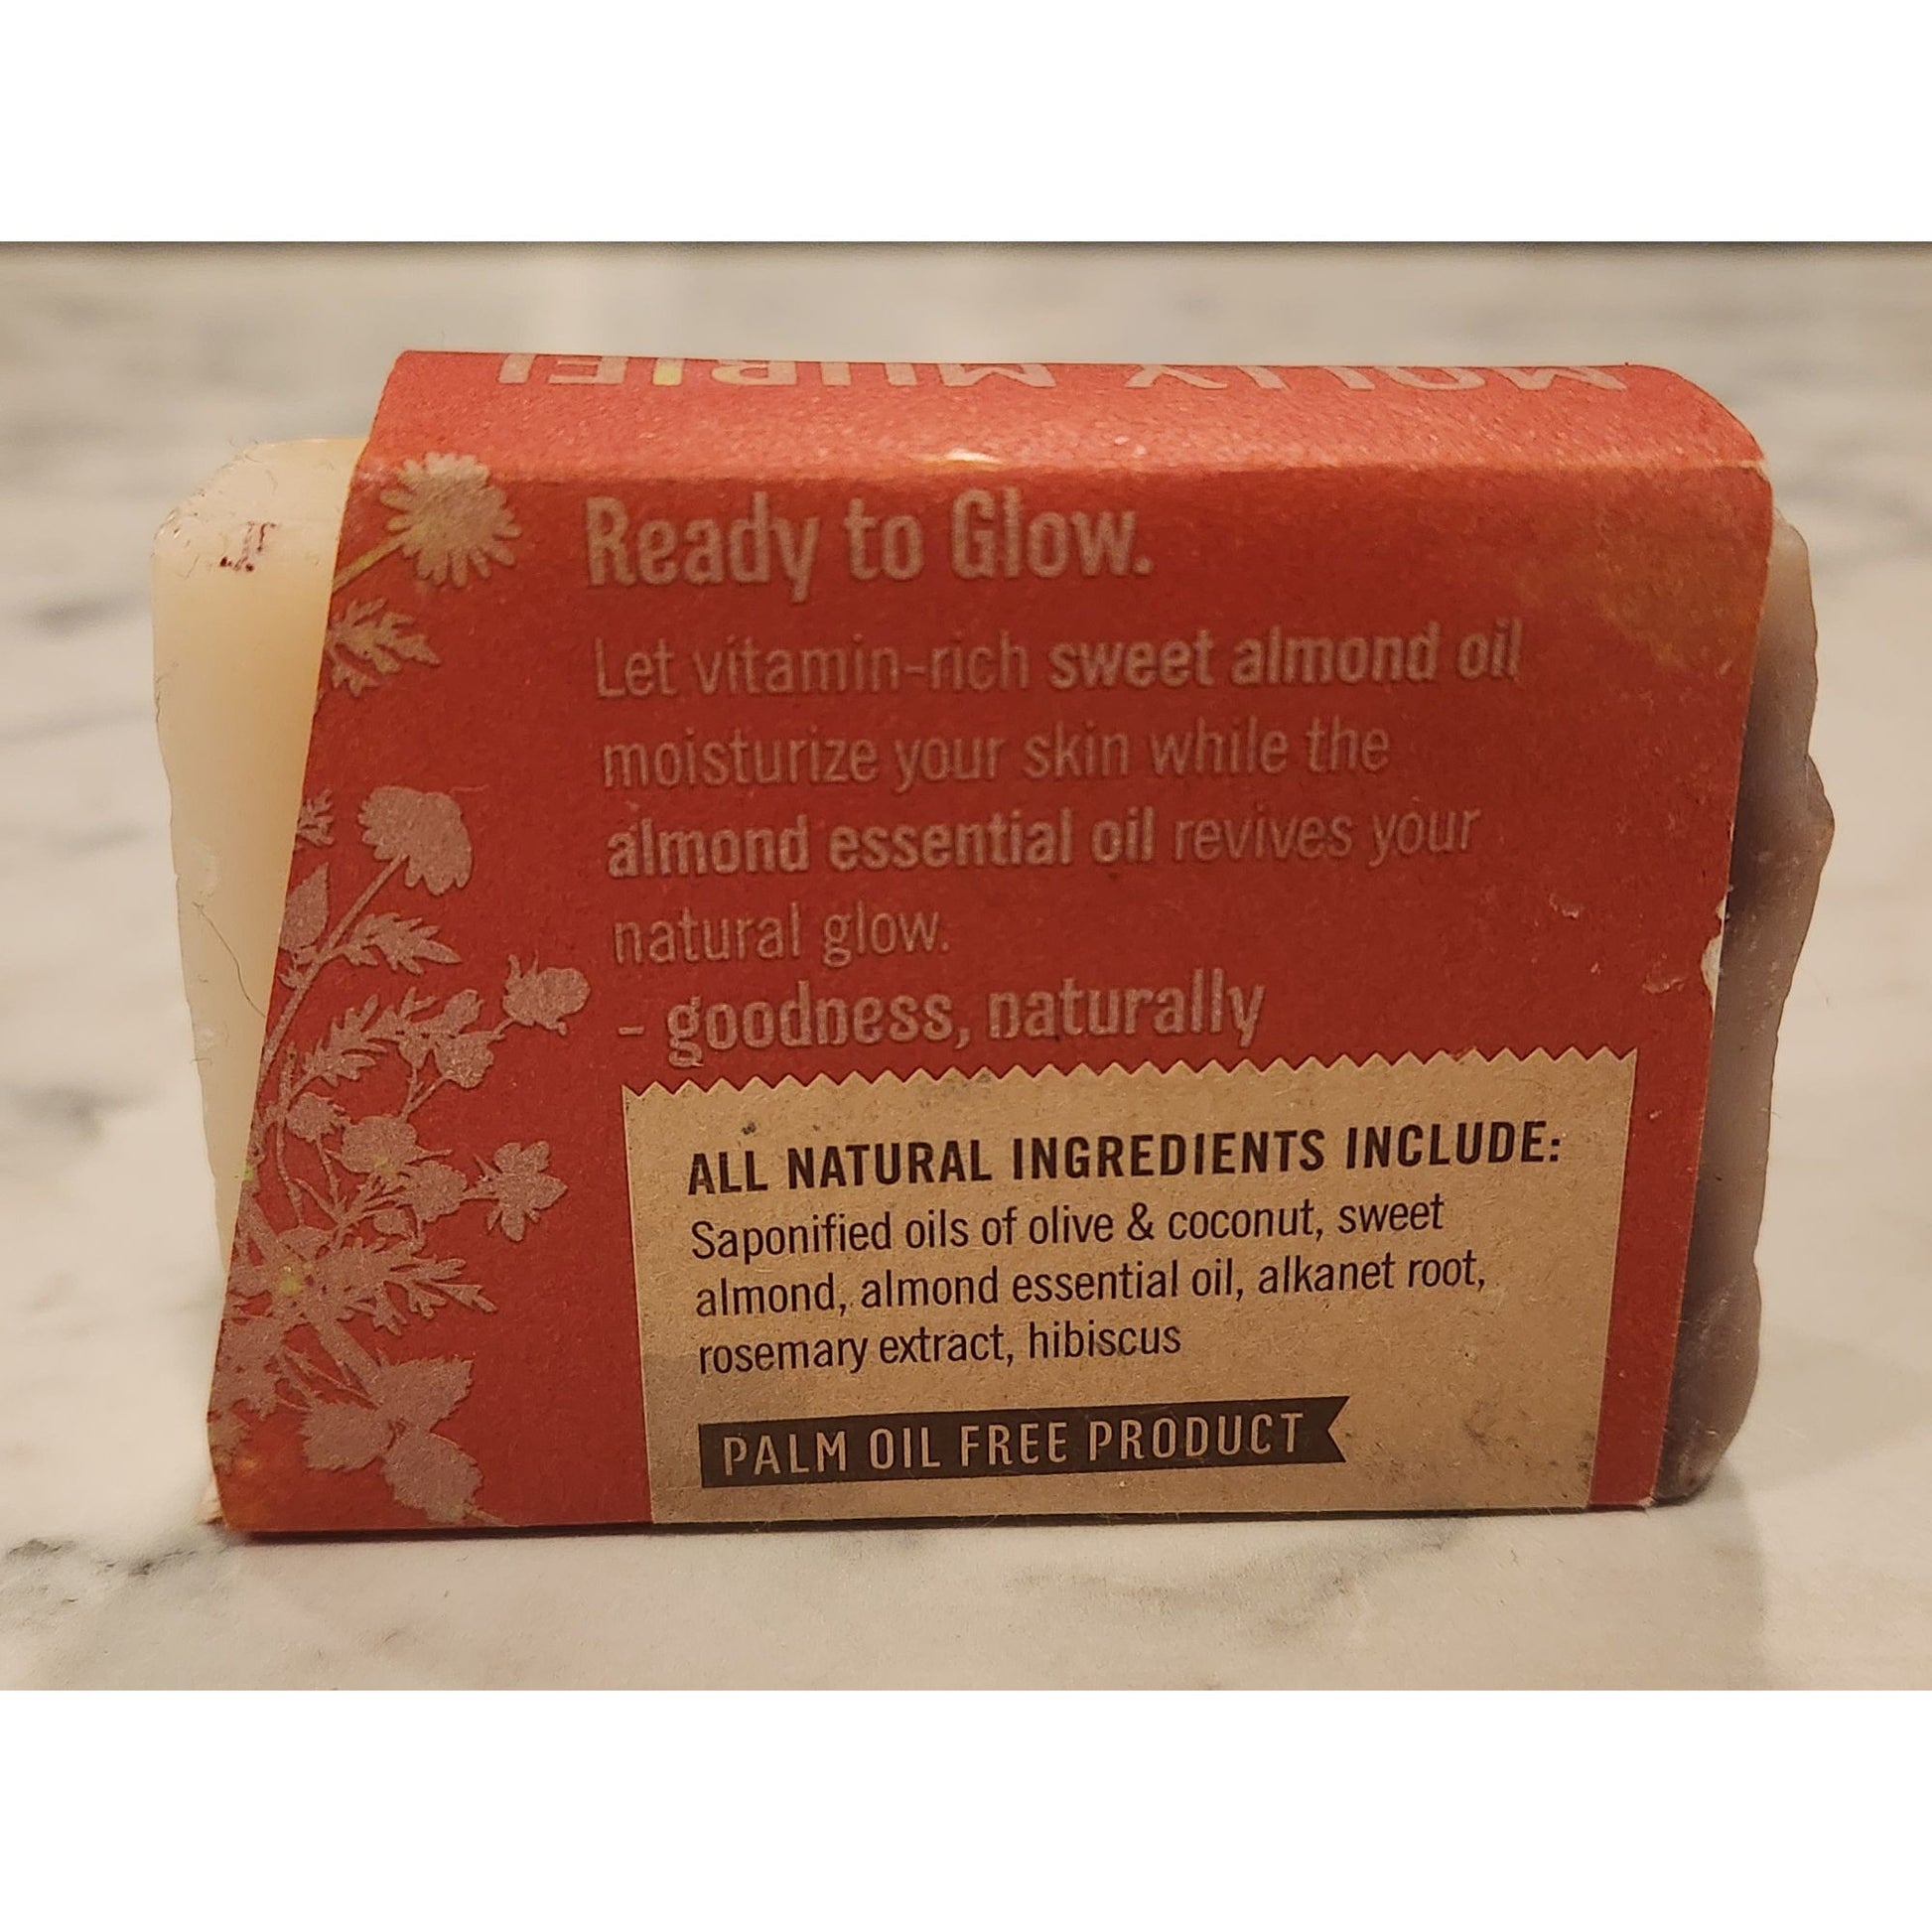 MOLLY MURIEL
Ready to Glow.
Let vitamin-rich sweet almond oil
moisturize your skin while the
almond essential oil revives your
natural glow.
- goodness, naturally
ALL NATURAL INGREDIENTS INCLUDE:
Saponified oils of olive & coconut, sweet
almond, almond essential oil, alkanet root,
rosemary extract, hibiscus
PALM OIL FREE PRODUCT